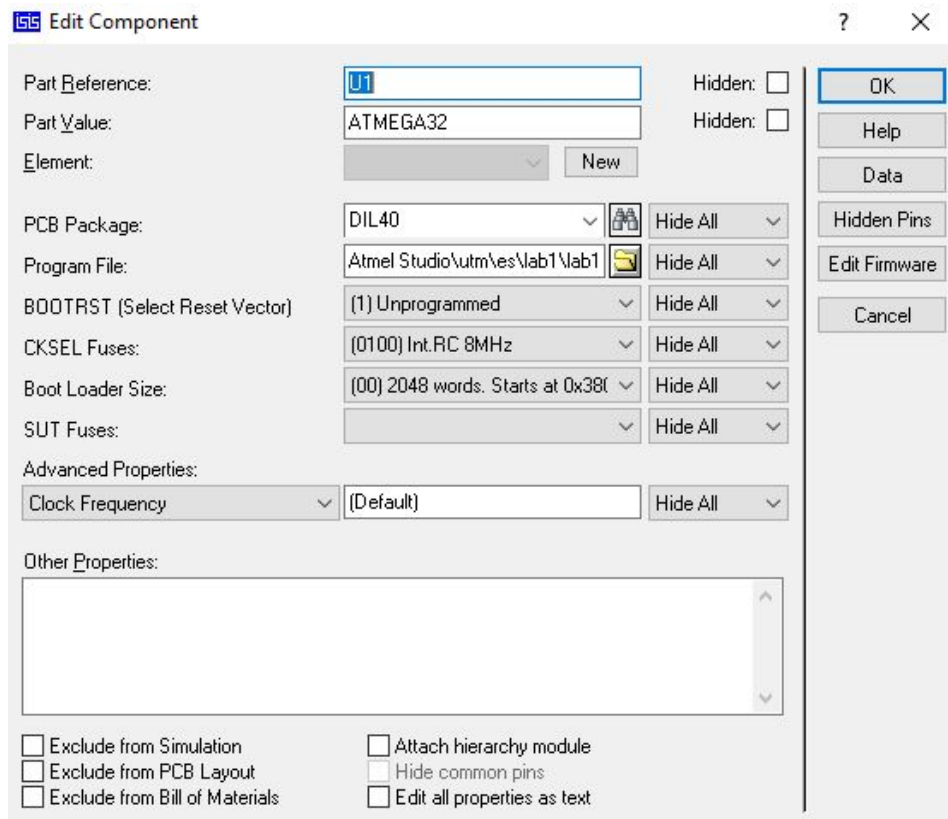 isis Edit Component ? ×
Part Reference: U1 Hidden: OK
Part Value: ATMEGA32 Hidden: Help
Element: New Data
PCB Package: DIL40 Hide All Hidden Pins
Program File: Atmel Studio\utm\es\lab1\lab1 Hide All Edit Firmware
BOOTRST (Select Reset Vector) (1) Unprogrammed Hide All Cancel
CKSEL Fuses: (0100) Int.RC 8MHz Hide All
Boot Loader Size: (00) 2048 words. Starts at 0x380 Hide All
SUT Fuses: Hide All
Advanced Properties:
Clock Frequency (Default) Hide All
Other Properties:
Exclude from Simulation Attach hierarchy module
Exclude from PCB Layout Hide common pins
Exclude from Bill of Materials Edit all properties as text